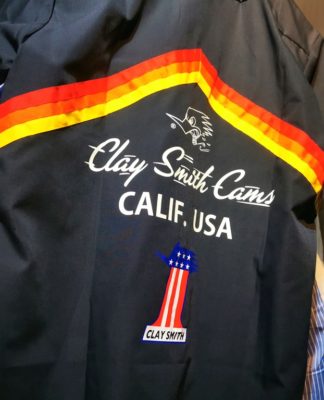 ®
Clay Smith Cams
CALIF. USA
1
CLAY SMITH